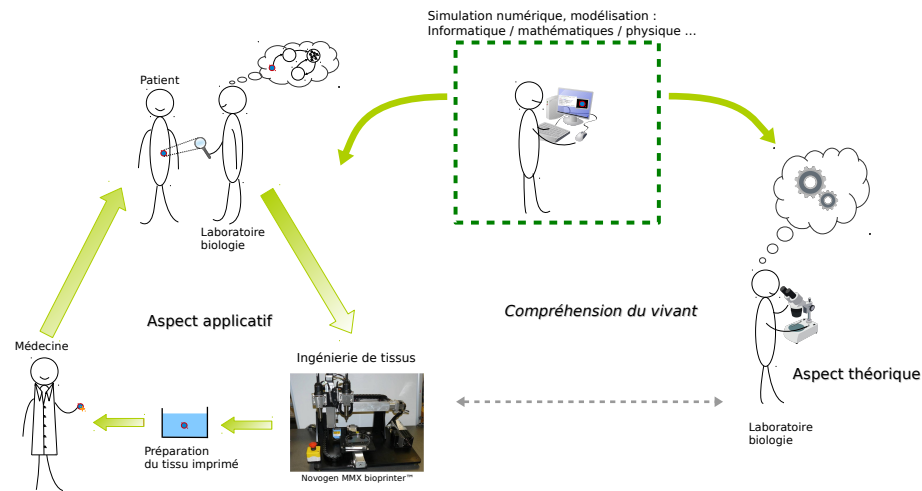 Simulation numérique, modélisation :
Informatique / mathématiques / physique ...
Patient
Laboratoire
biologie
Aspect applicatif
Compréhension du vivant
Médecine
Ingénierie de tissus
Aspect théorique
Préparation
du tissu imprimé
Novogen MMX bioprinter™
Laboratoire
biologie